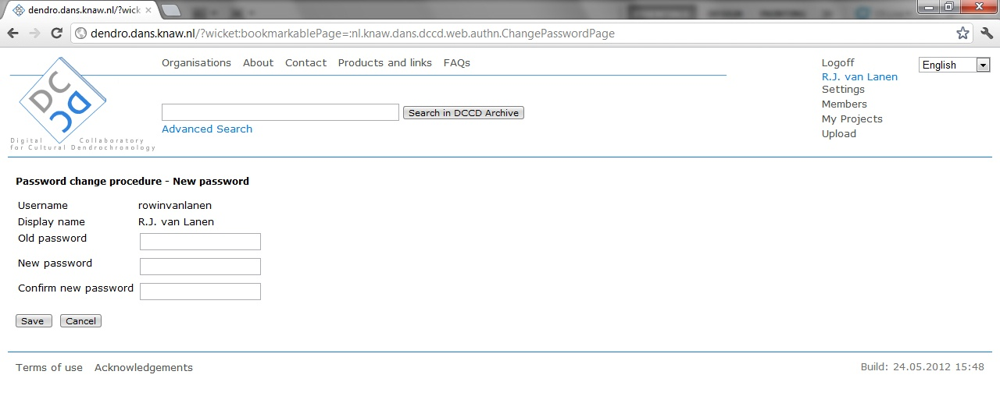 dendro.dans.knaw.nl/?wick
dendro.dans.knaw.nl/?wicket:bookmarkablePage=:nl.knaw.dans.dccd.web.authn.ChangePasswordPage
Organisations About Contact Products and links FAQs
Logoff
English
R.J. van Lanen
Settings
Members
My Projects
Upload
DC
CD
Digital Collaboratory
for Cultural Dendrochronology
Search in DCCD Archive
Advanced Search
Password change procedure - New password
Username rowinvanlanen
Display name R.J. van Lanen
Old password
New password
Confirm new password
Save Cancel
Terms of use Acknowledgements
Build: 24.05.2012 15:48